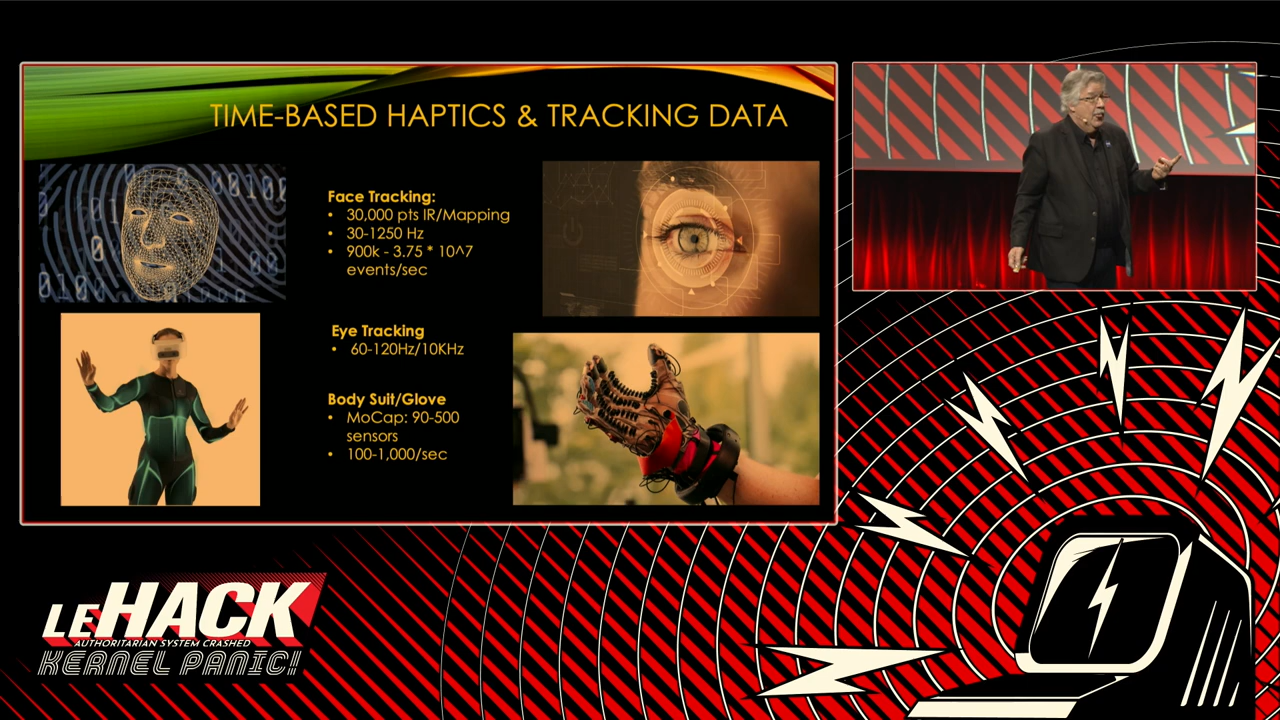 TIME-BASED HAPTICS & TRACKING DATA
Face Tracking:
• 30,000 pts IR/Mapping
• 30-1250 Hz
• 900k - 3.75 * 10^7
events/sec
Eye Tracking
• 60-120Hz/10KHz
Body Suit/Glove
• MoCap: 90-500
sensors
• 100-1,000/sec
LEHACK
AUTHORITARIAN SYSTEM CRASHED
KERNEL PANIC!